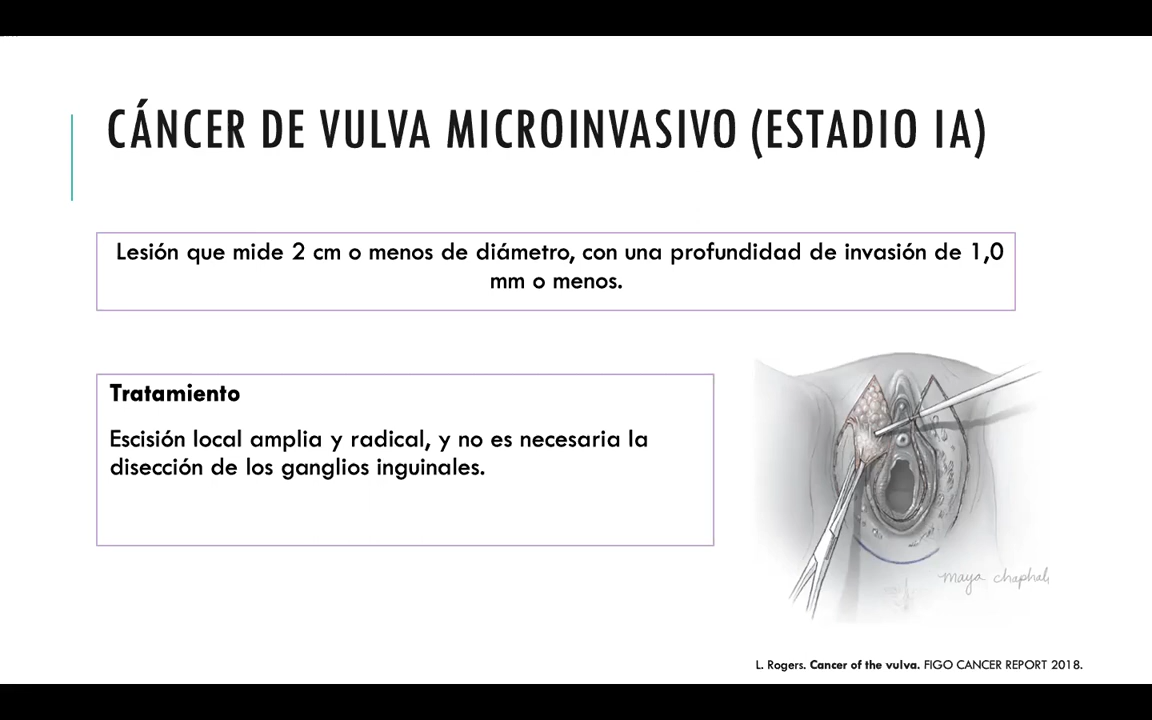 CÁNCER DE VULVA MICROINVASIVO (ESTADIO IA)
Lesión que mide 2 cm o menos de diámetro, con una profundidad de invasión de 1,0
mm o menos.
Tratamiento
Escisión local amplia y radical, y no es necesaria la
disección de los ganglios inguinales.
maya chaphal
L. Rogers. Cancer of the vulva. FIGO CANCER REPORT 2018.